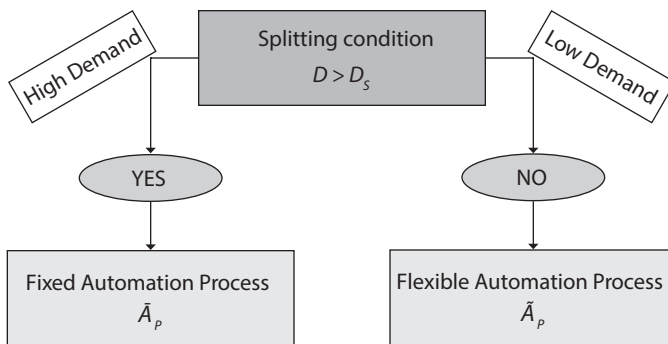 Splitting condition
D > D_S
High Demand
Low Demand
YES
NO
Fixed Automation Process
Ā_P
Flexible Automation Process
Ã_P